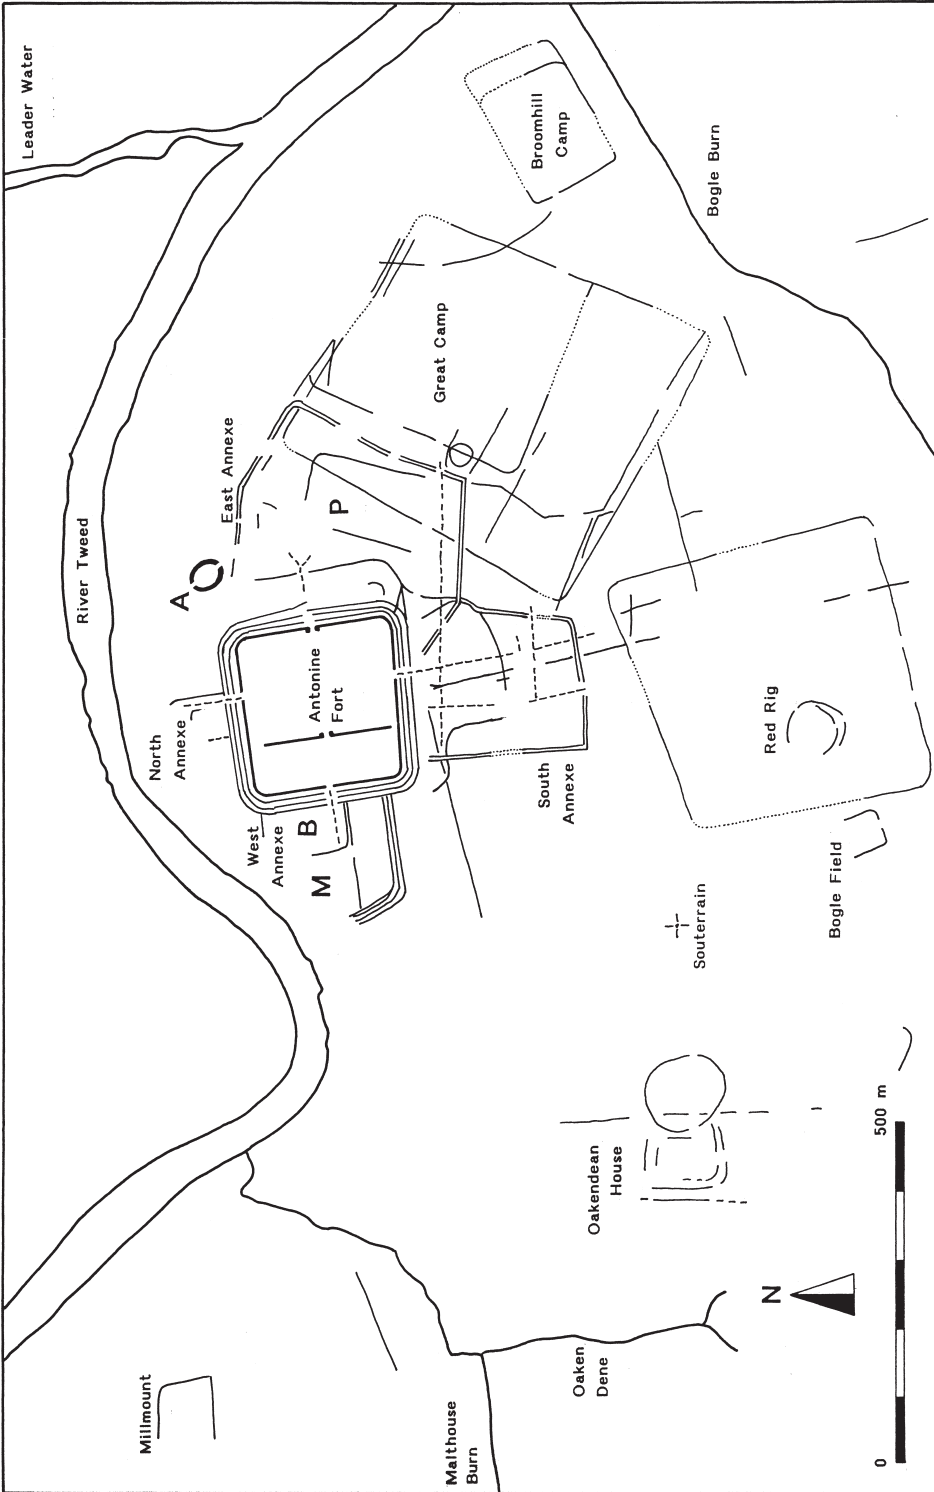 Leader Water
River Tweed
Millmount
North
Annexe
East Annexe
A
P
West
Annexe
B
M
Antonine
Fort
Great Camp
Broomhill
Camp
Bogle Burn
South
Annexe
Red Rig
Bogle Field
Souterrain
Oakendean
House
Oaken
Dene
Malthouse
Burn
N
0
500 m